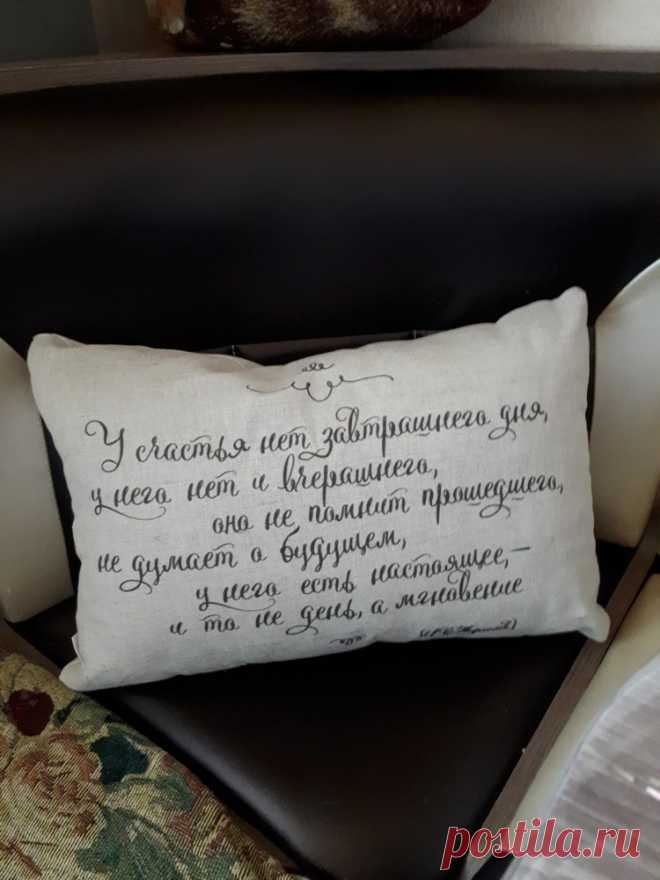 У счастья нет завтрашнего дня,
у него нет и вчерашнего,
оно не помнит прошедшего,
не думает о будущем,
у него есть настоящее,—
и то не день, а мгновение
postila.ru